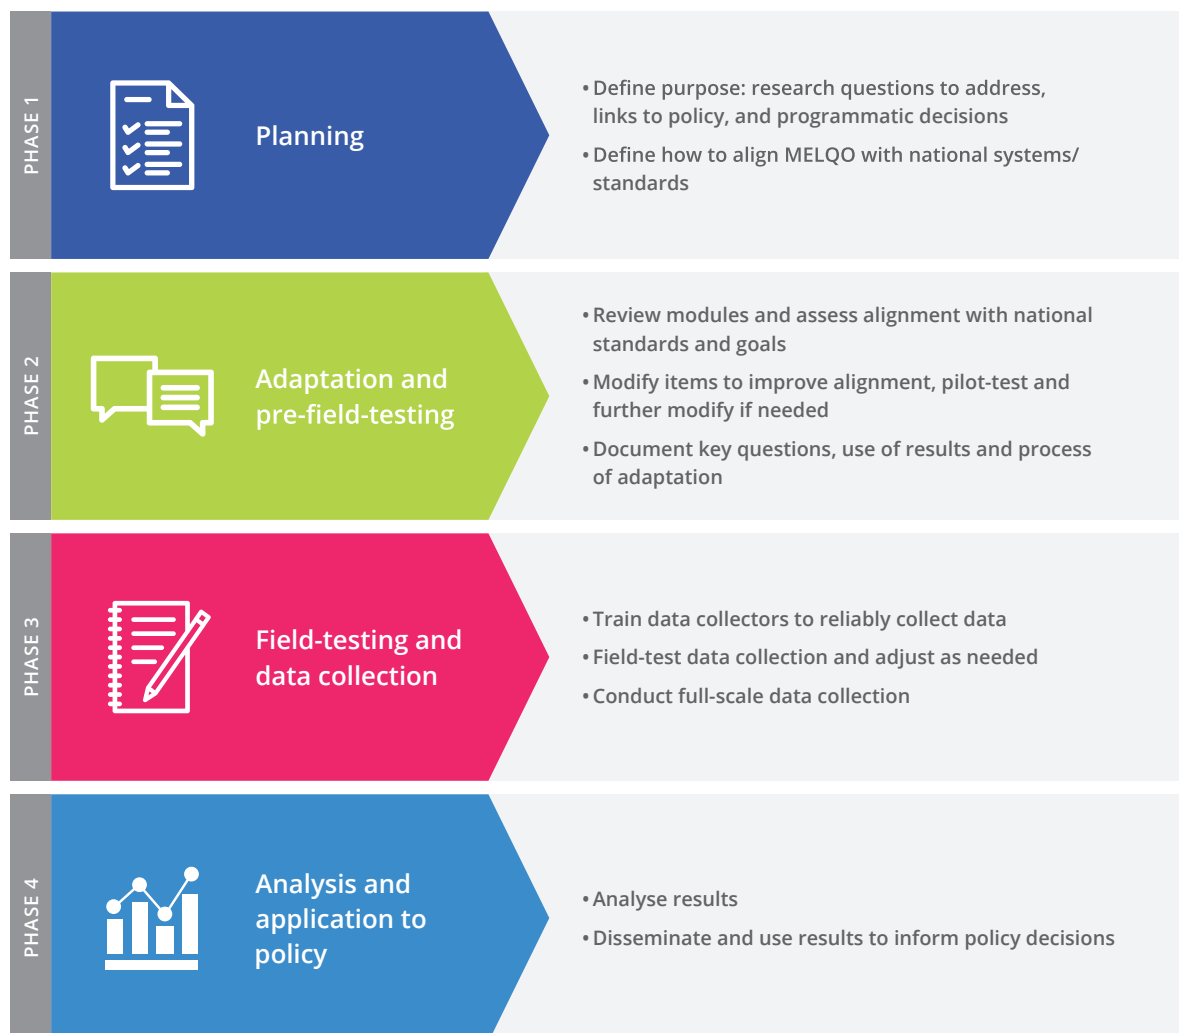 PHASE 1
Planning
• Define purpose: research questions to address,
links to policy, and programmatic decisions
• Define how to align MELQO with national systems/
standards
PHASE 2
Adaptation and
pre-field-testing
• Review modules and assess alignment with national
standards and goals
• Modify items to improve alignment, pilot-test and
further modify if needed
• Document key questions, use of results and process
of adaptation
PHASE 3
Field-testing and
data collection
• Train data collectors to reliably collect data
• Field-test data collection and adjust as needed
• Conduct full-scale data collection
PHASE 4
Analysis and
application to
policy
• Analyse results
• Disseminate and use results to inform policy decisions